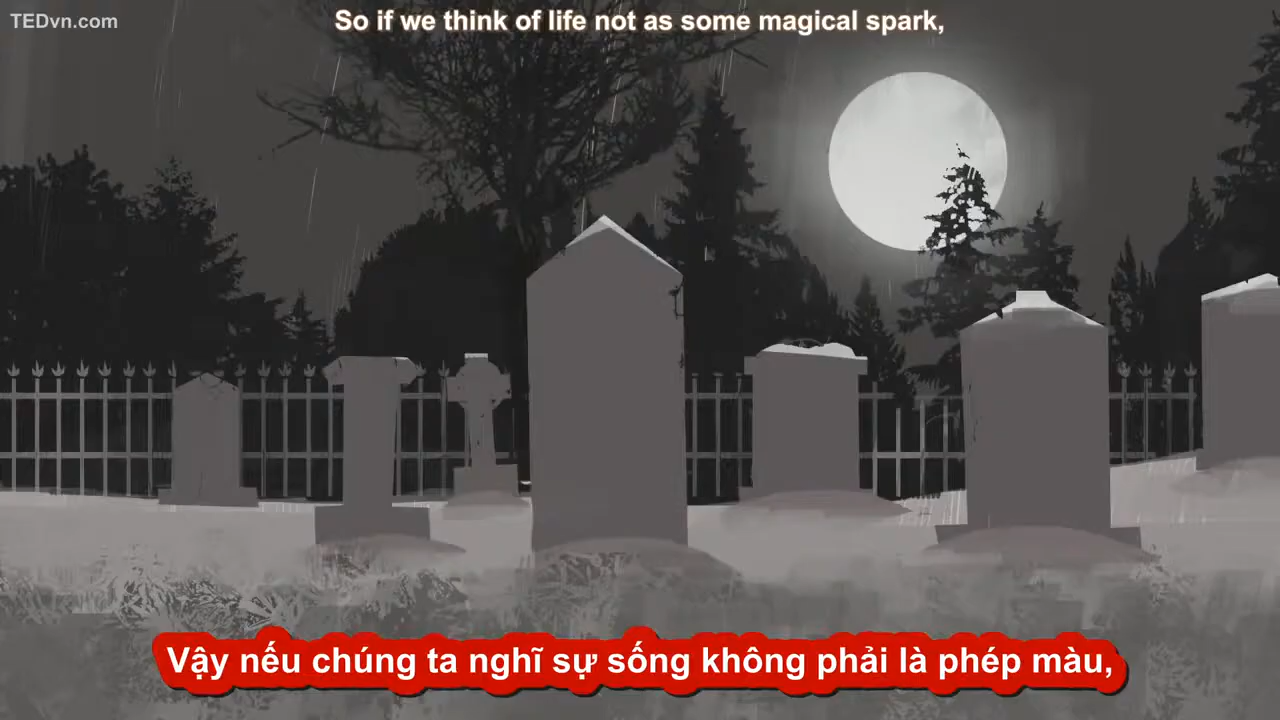 TEDvn.com
So if we think of life not as some magical spark,
Vậy nếu chúng ta nghĩ sự sống không phải là phép màu,